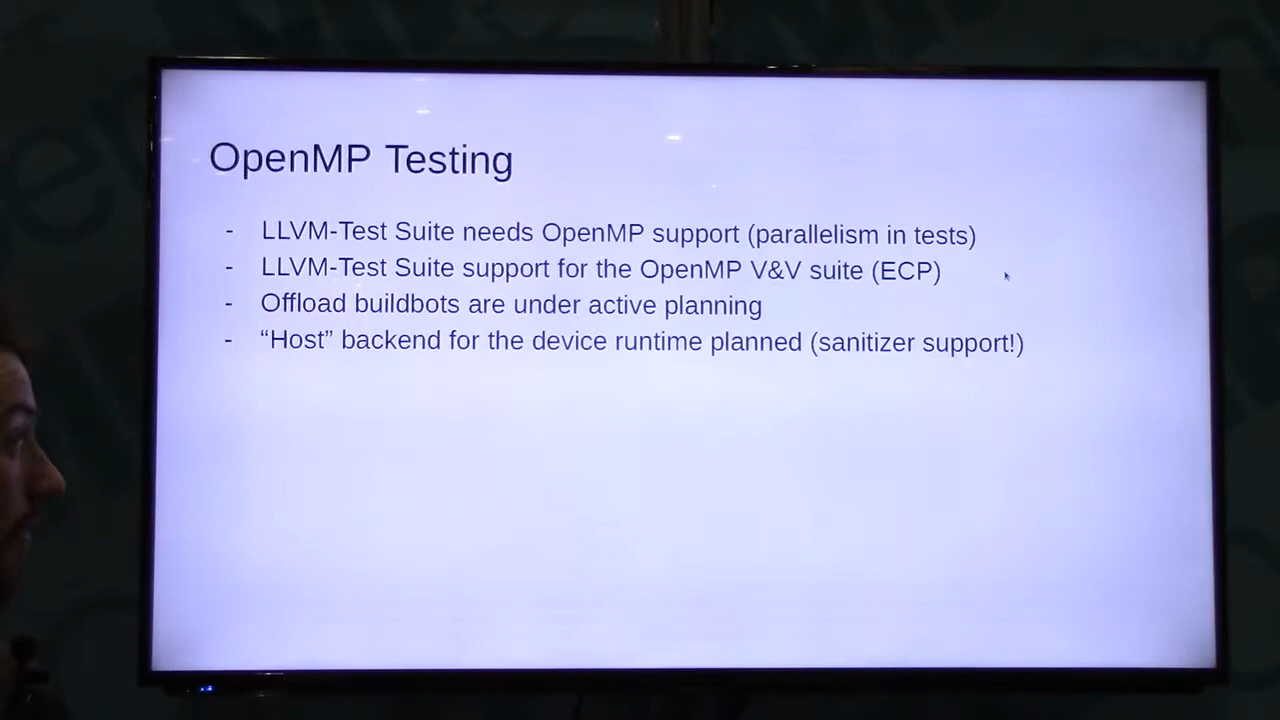 OpenMP Testing
- LLVM-Test Suite needs OpenMP support (parallelism in tests)
- LLVM-Test Suite support for the OpenMP V&V suite (ECP)
- Offload buildbots are under active planning
- “Host” backend for the device runtime planned (sanitizer support!)